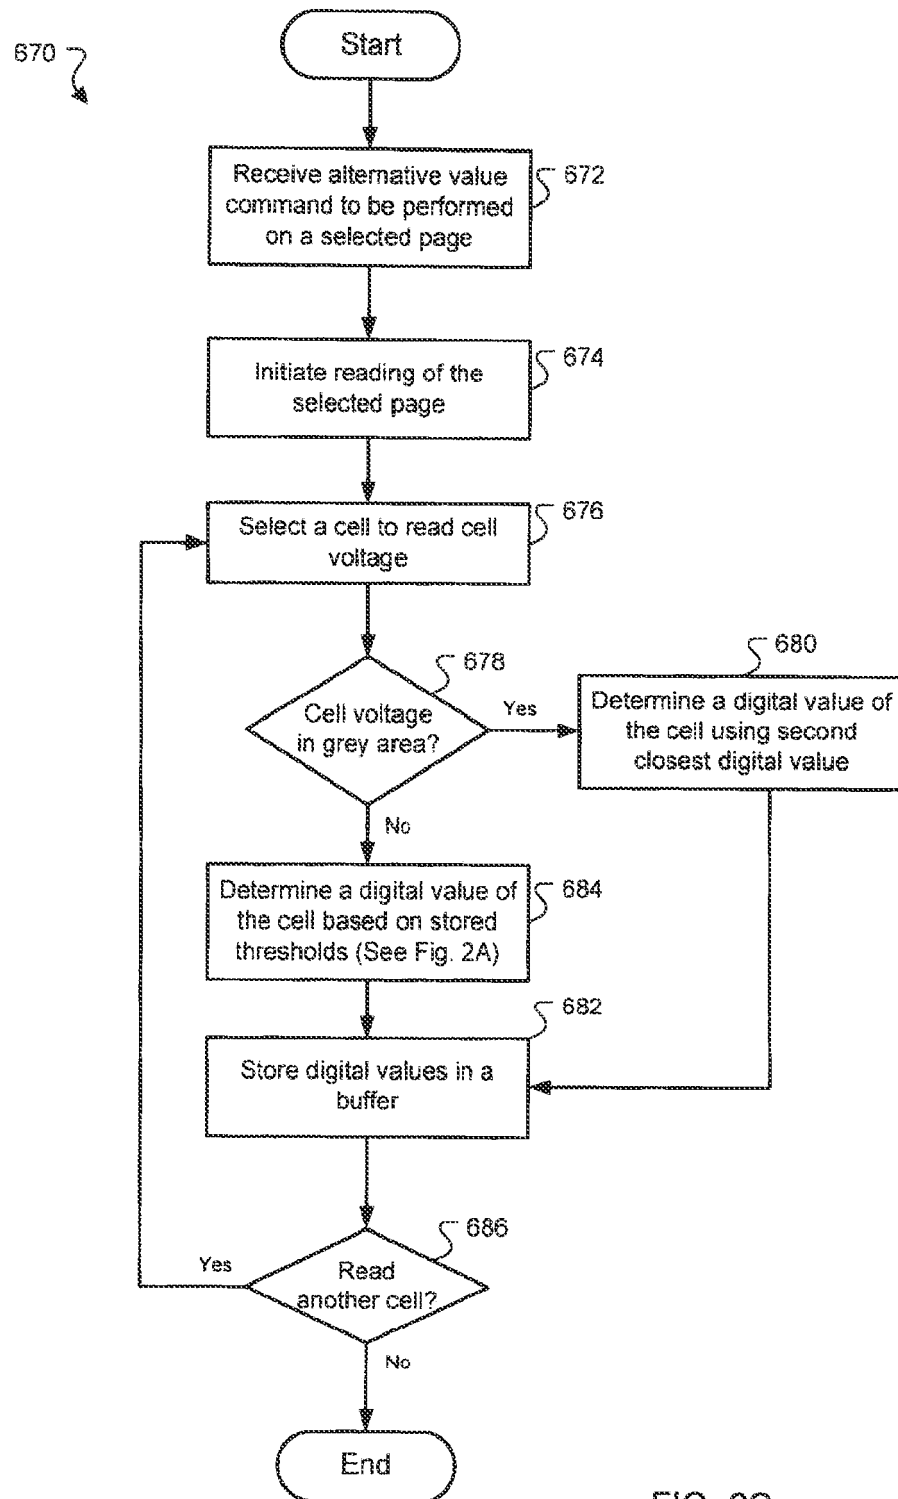 Start
670
Receive alternative value
command to be performed
on a selected page
672
Initiate reading of the
selected page
674
Select a cell to read cell
voltage
676
Cell voltage
in grey area?
678
Yes
680
Determine a digital value of
the cell using second
closest digital value
No
Determine a digital value of
the cell based on stored
thresholds (See Fig. 2A)
684
682
Store digital values in a
buffer
686
Yes
Read
another cell?
No
End